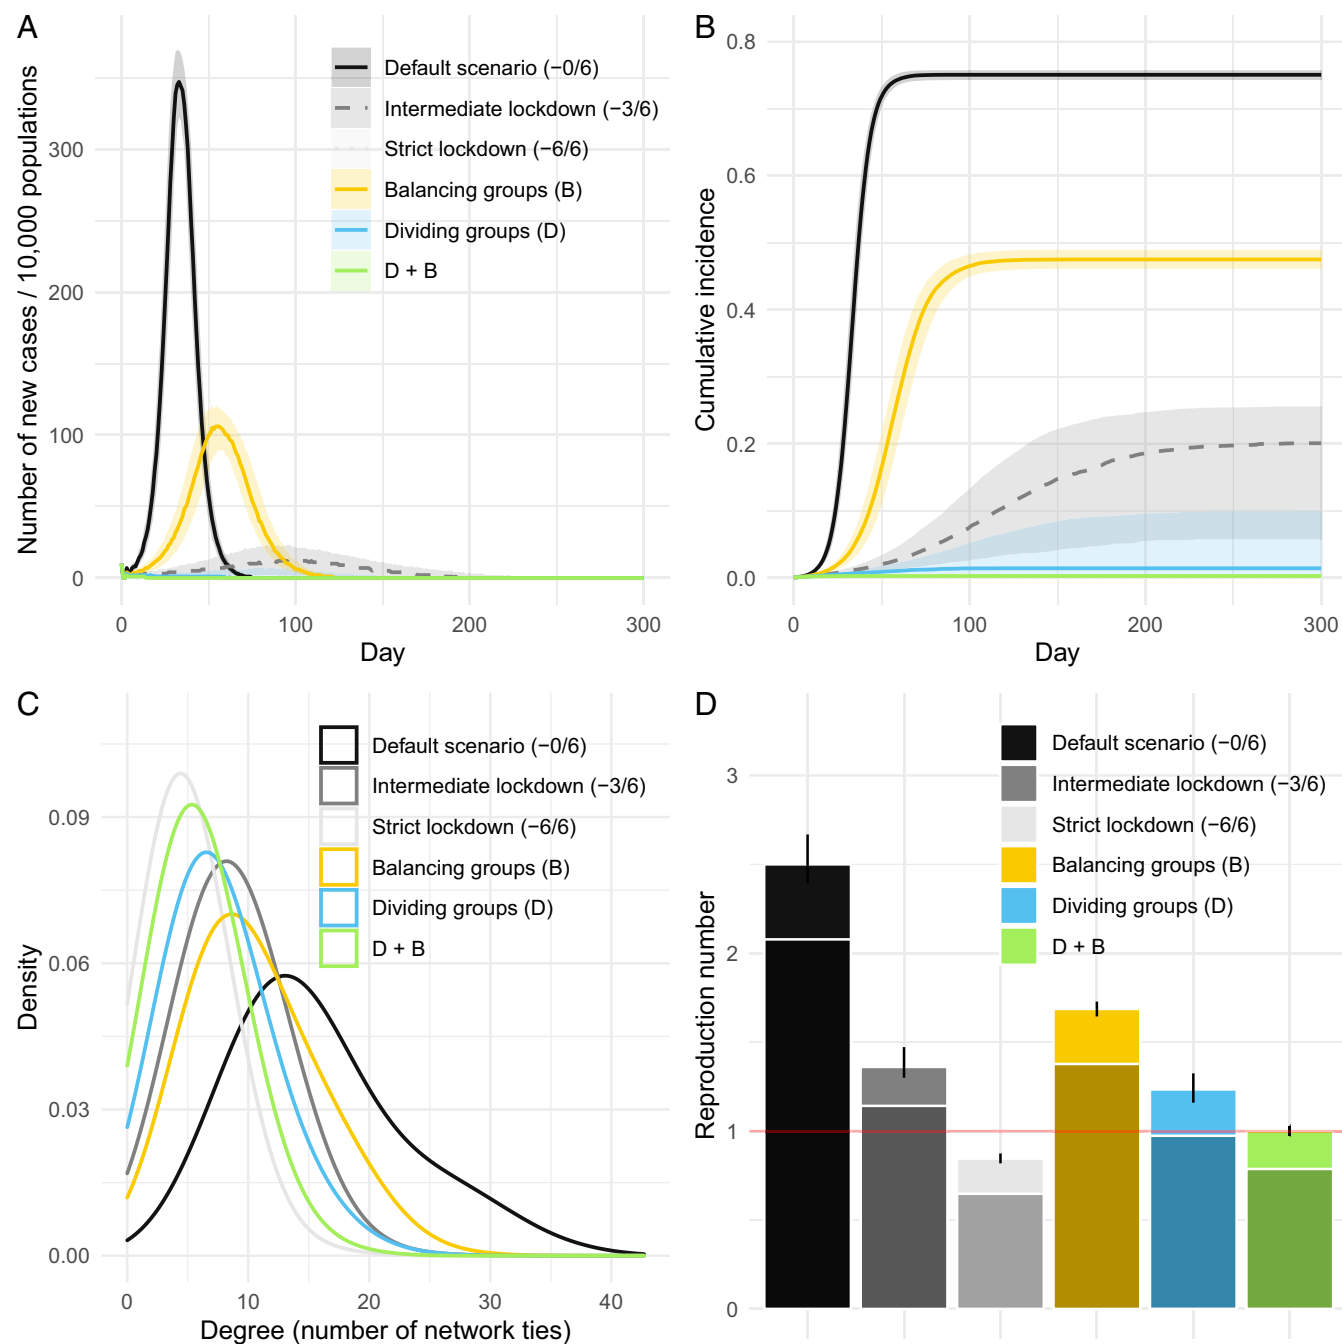 A
Number of new cases / 10,000 populations
300
200
100
0
0
100
200
300
Day
Default scenario (−0/6)
Intermediate lockdown (−3/6)
Strict lockdown (−6/6)
Balancing groups (B)
Dividing groups (D)
D + B
B
Cumulative incidence
0.8
0.6
0.4
0.2
0.0
0
100
200
300
Day
C
Density
0.09
0.06
0.03
0.00
0
10
20
30
40
Degree (number of network ties)
Default scenario (−0/6)
Intermediate lockdown (−3/6)
Strict lockdown (−6/6)
Balancing groups (B)
Dividing groups (D)
D + B
D
Reproduction number
3
2
1
0
Default scenario (−0/6)
Intermediate lockdown (−3/6)
Strict lockdown (−6/6)
Balancing groups (B)
Dividing groups (D)
D + B